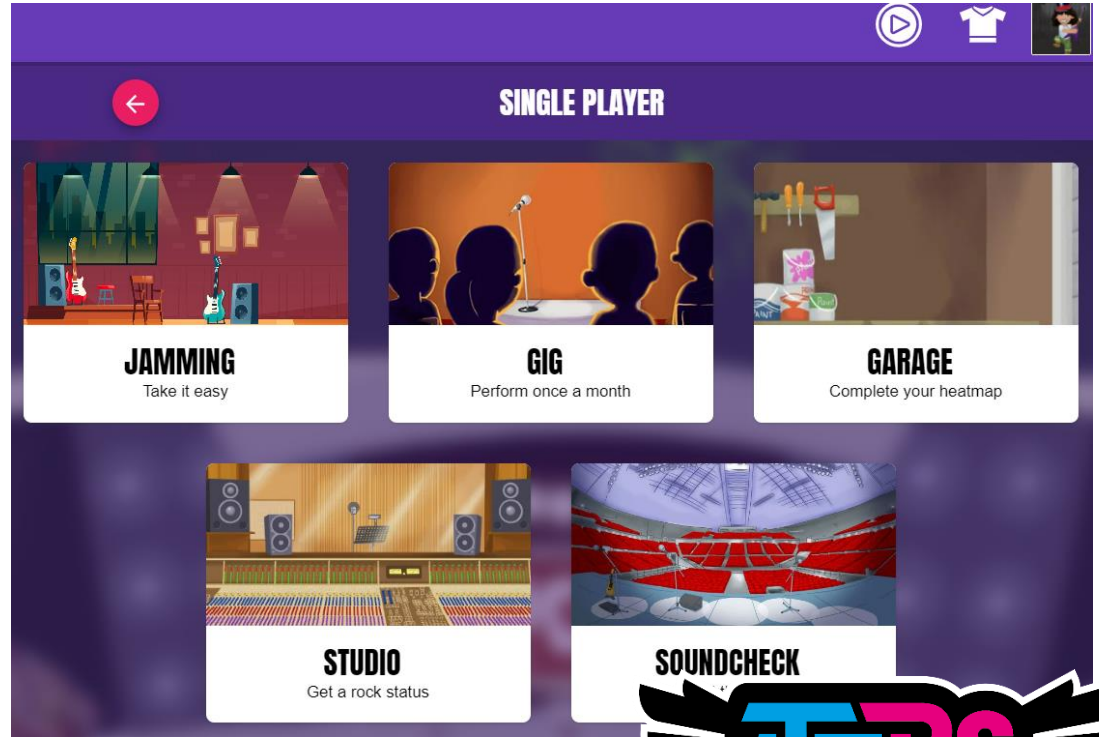 SINGLE PLAYER
JAMMING
Take it easy
GIG
Perform once a month
GARAGE
Complete your heatmap
STUDIO
Get a rock status
SOUNDCHECK